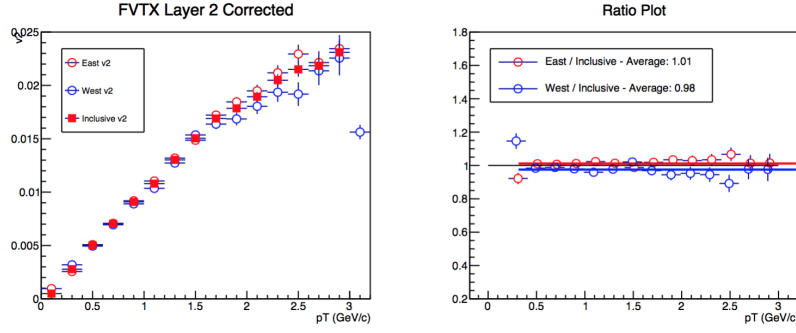 FVTX Layer 2 Corrected
v2
0.025
0.02
0.015
0.01
0.005
0
East v2
West v2
Inclusive v2
0 0.5 1 1.5 2 2.5 3
pT (GeV/c)
Ratio Plot
1.8
1.6
1.4
1.2
1.0
0.8
0.6
0.4
0.2
East / Inclusive - Average: 1.01
West / Inclusive - Average: 0.98
0 0.5 1 1.5 2 2.5 3
pT (GeV/c)